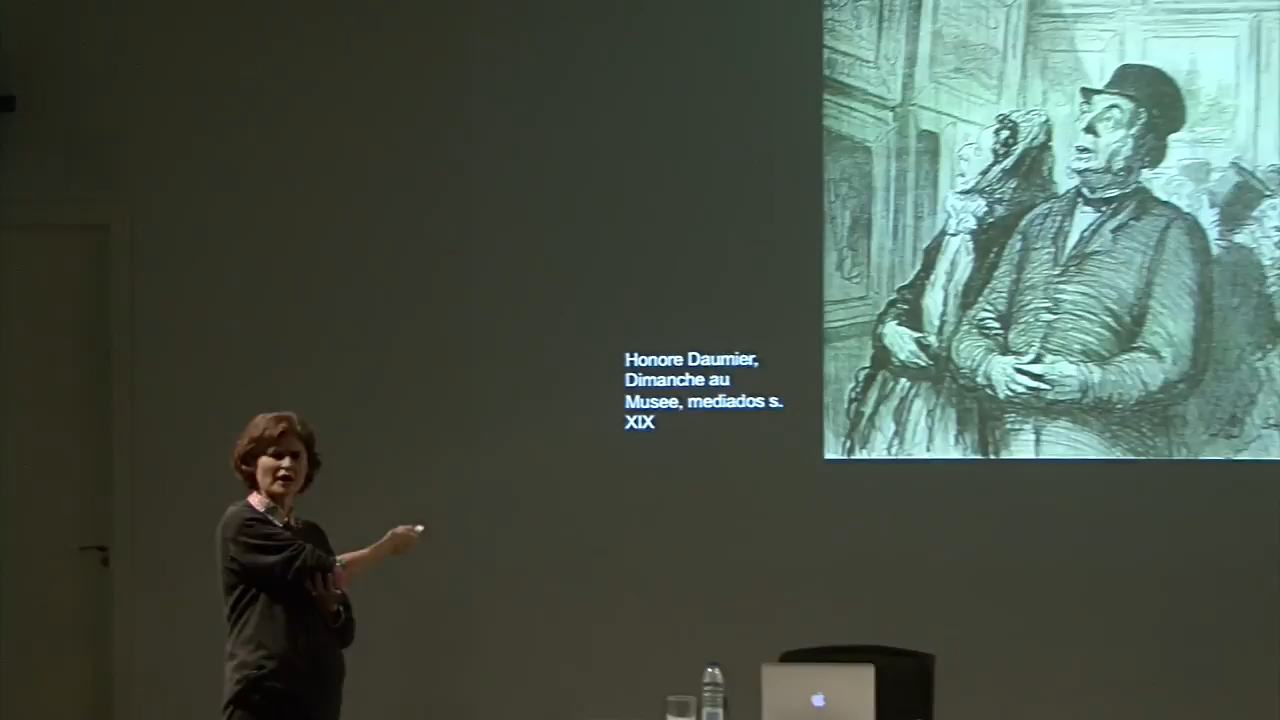 Honore Daumier,
Dimanche au
Musee, mediados s.
XIX